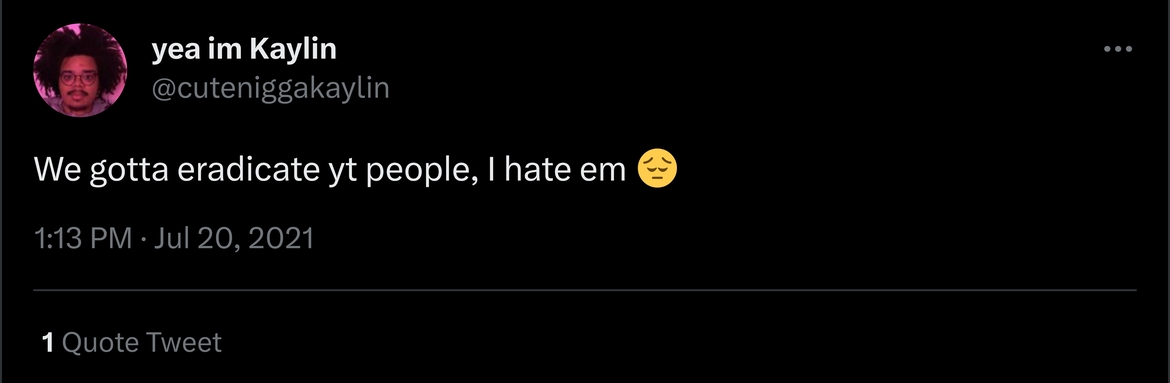 yea im Kaylin
@cuteniggakaylin
We gotta eradicate yt people, I hate em 😔
1:13 PM · Jul 20, 2021
1 Quote Tweet